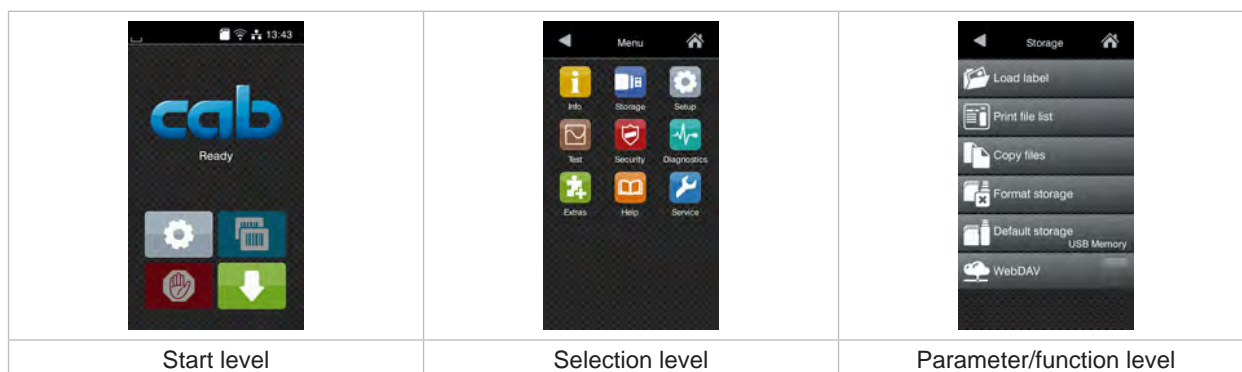 13:43
cab
Ready
Start level
Menu
Info
Storage
Setup
Test
Security
Diagnostics
Extras
Help
Service
Selection level
Storage
Load label
Print file list
Copy files
Format storage
Default storage
USB Memory
WebDAV
Parameter/function level